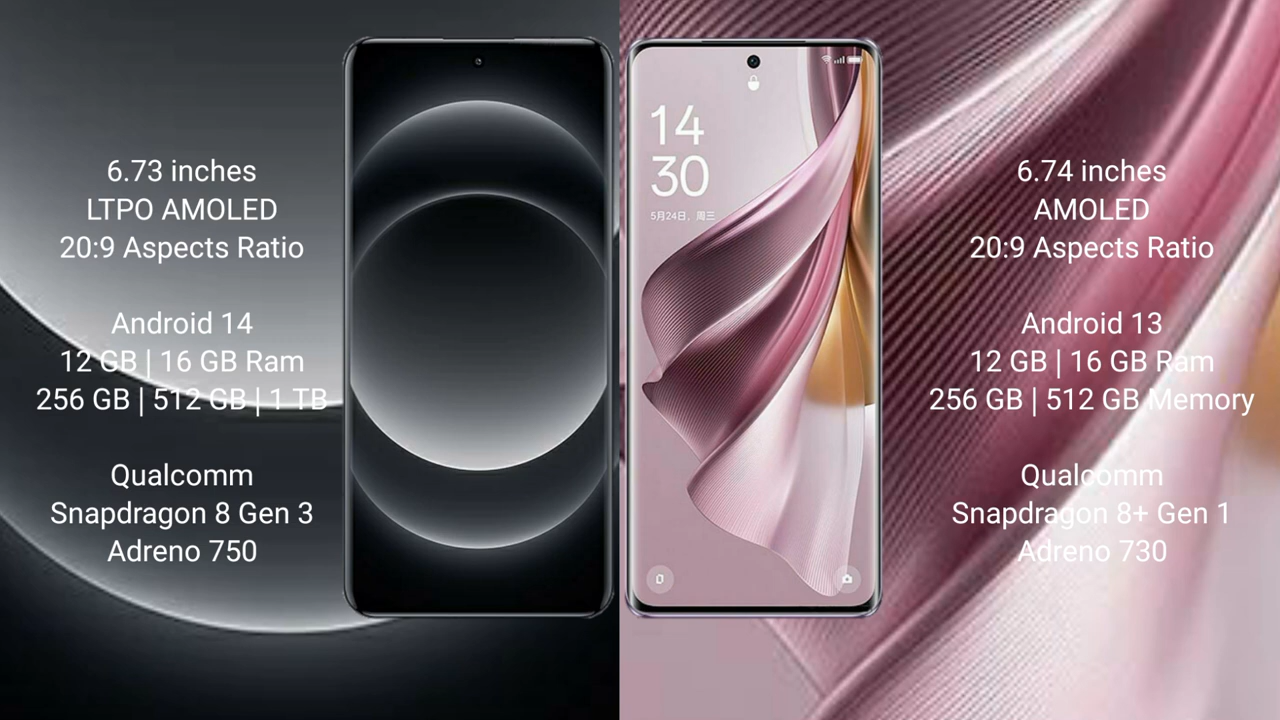 6.73 inches
LTPO AMOLED
20:9 Aspects Ratio
Android 14
12 GB | 16 GB Ram
256 GB | 512 GB | 1 TB
Qualcomm
Snapdragon 8 Gen 3
Adreno 750
14
30
5月24日，周三
6.74 inches
AMOLED
20:9 Aspects Ratio
Android 13
12 GB | 16 GB Ram
256 GB | 512 GB Memory
Qualcomm
Snapdragon 8+ Gen 1
Adreno 730